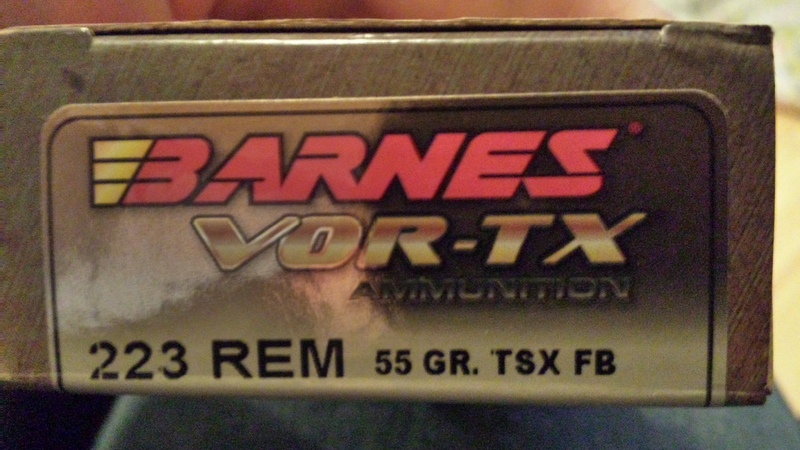 BARNES®
VOR-TX
AMMUNITION
223 REM 55 GR. TSX FB